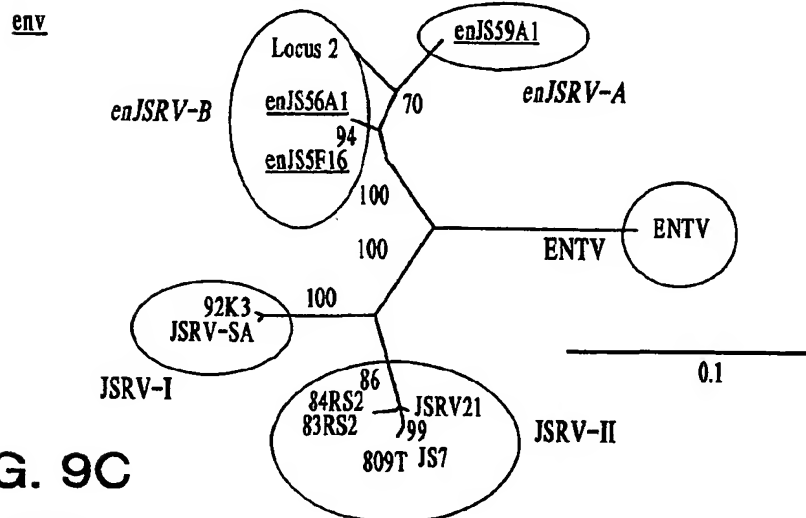 env
Locus 2
enJS59A1
enJSRV-B
enJS56A1
70
enJSRV-A
94
enJS5F16
100
100
ENTV
ENTV
100
92K3
JSRV-SA
0.1
JSRV-I
86
84RS2
JSRV21
83RS2
99
JSRV-II
809T
JS7
G. 9C